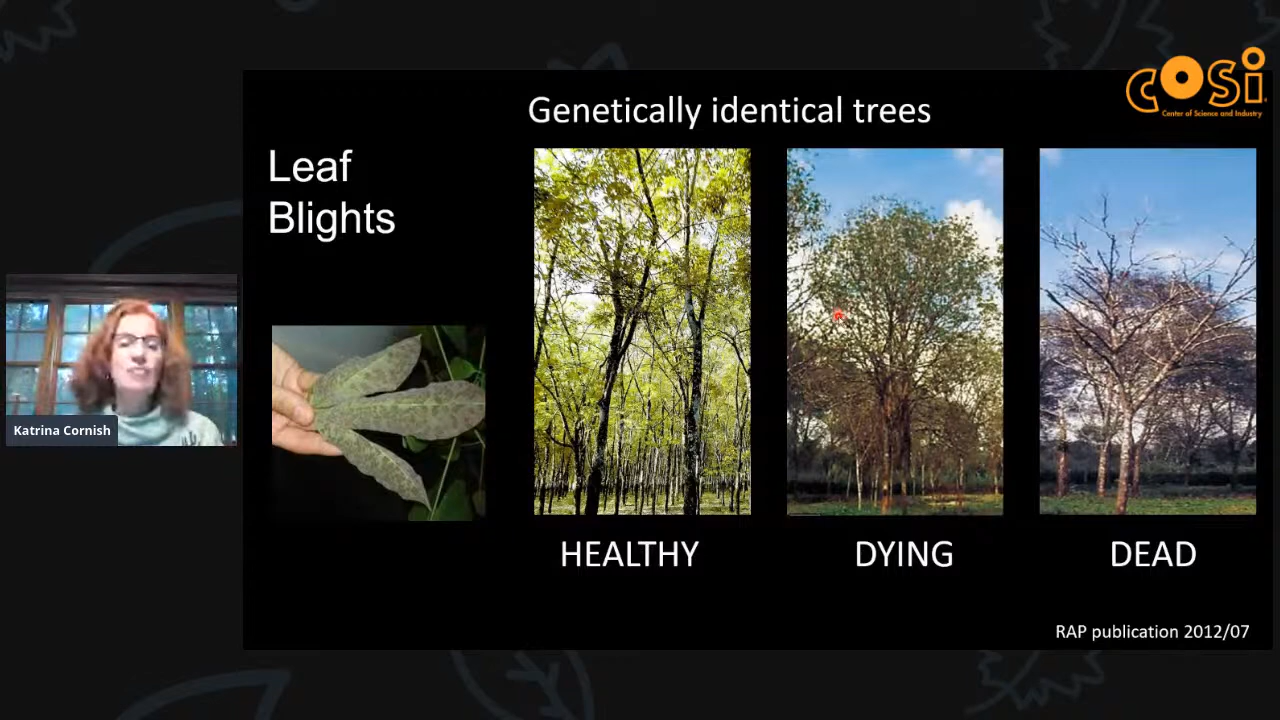 COSI
Center of Science and Industry
Genetically identical trees
Leaf
Blights
Katrina Cornish
HEALTHY
DYING
DEAD
RAP publication 2012/07